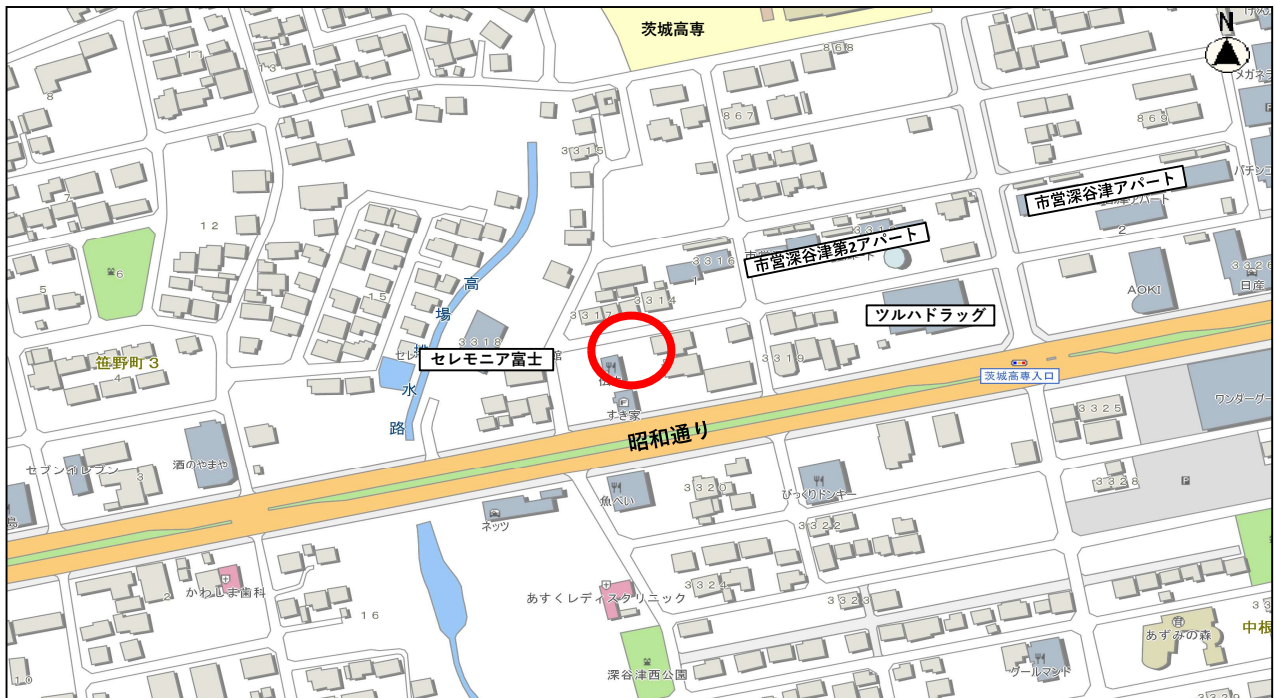 茨城高専
N
868
メガネ
11
13
8
867
869
3315
パチンコ
市営深谷津アパート
7
12
2
市営深谷津第2アパート
3316
1
6
5
高
場
水
路
15
3314
3317
3326
日産
AOKI
ツルハドラッグ
3318
セレモニア富士
館
3319
茨城高専入口
笹野町3
4
すき家
P
ワンダーグー
3325
昭和通り
セブンイレブン
3
酒のやまや
魚べい
3320
びっくりドンキー
3328
P
ネッツ
島
3322
かわしま歯科
2
16
あすくレディスクリニック
3324
3323
あずみの森
中根
深谷津西公園
グールマンド
10
3329